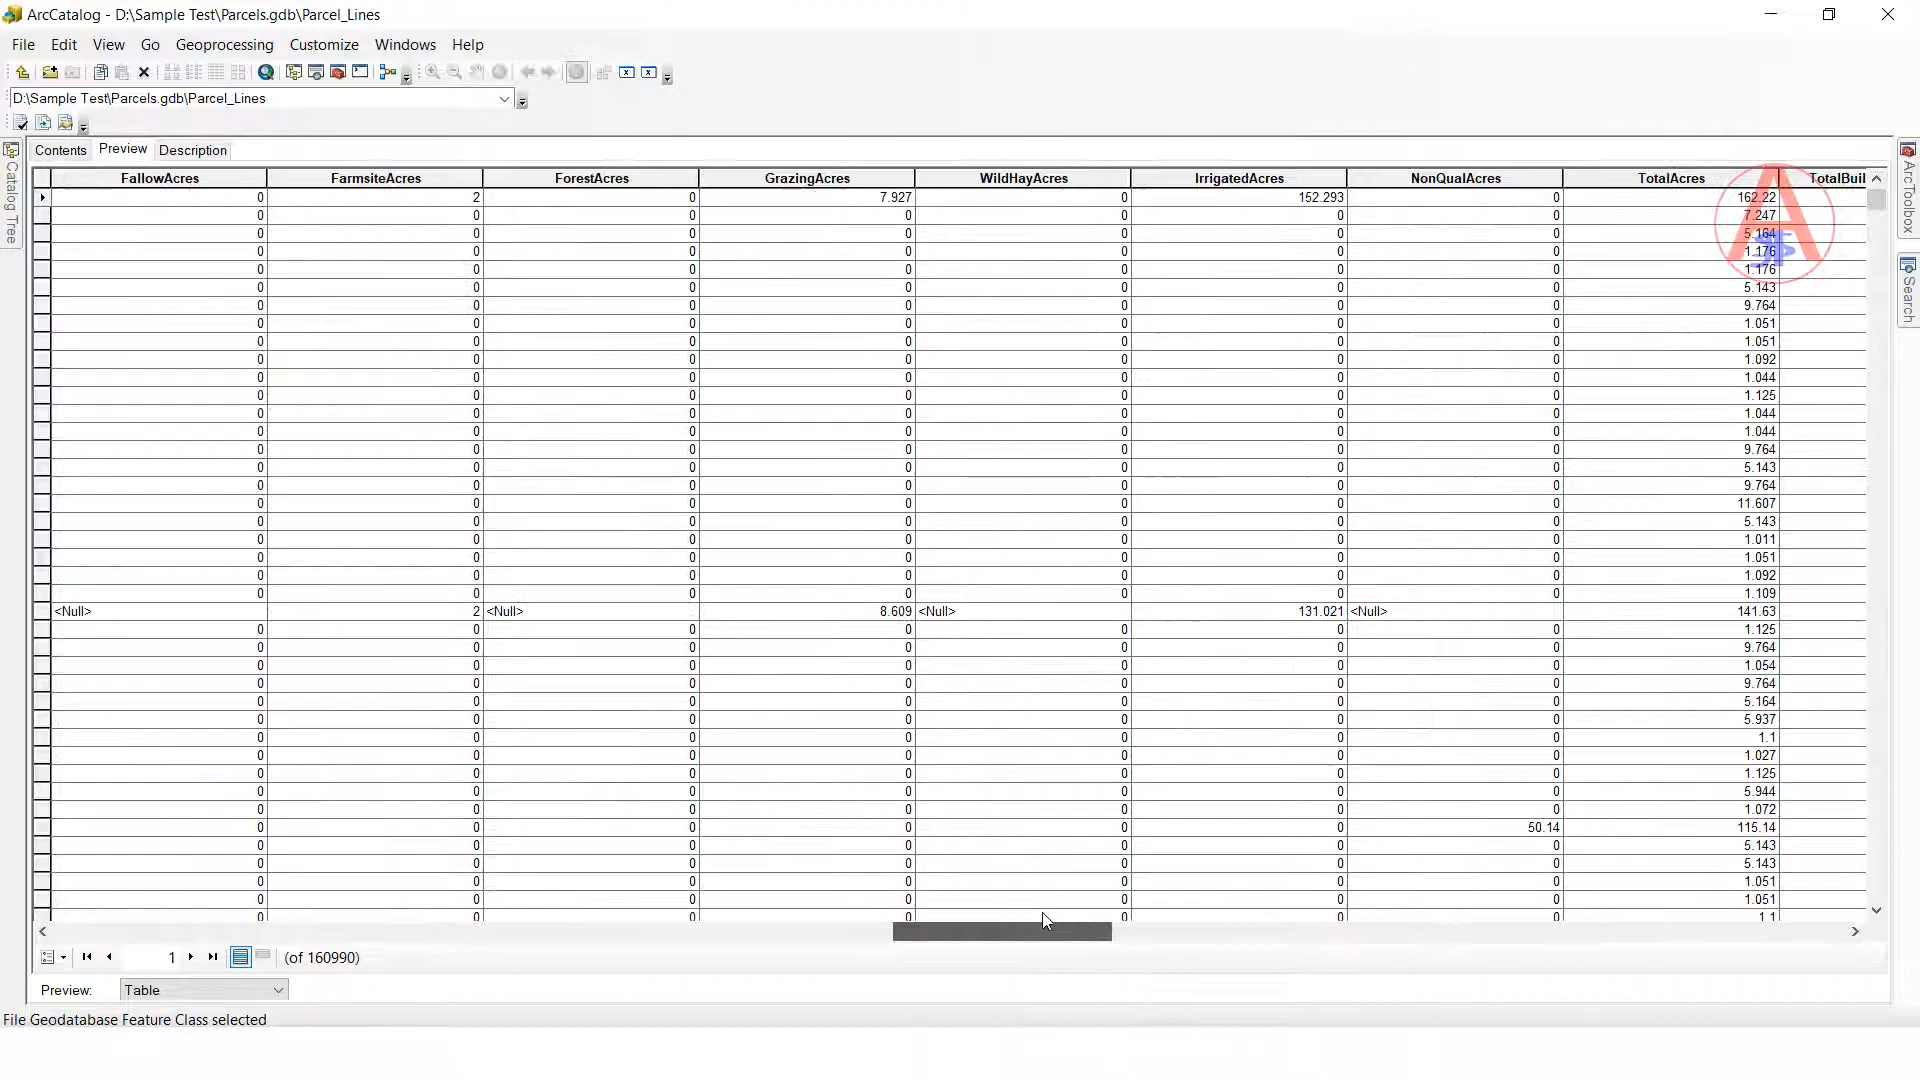 ArcCatalog - D:\Sample Test\Parcels.gdb\Parcel_Lines
File Edit View Go Geoprocessing Customize Windows Help
D:\Sample Test\Parcels.gdb\Parcel_Lines
Contents Preview Description
Catalog Tree
ArcToolbox
Search
FallowAcres FarmsiteAcres ForestAcres GrazingAcres WildHayAcres IrrigatedAcres NonQualAcres TotalAcres TotalBuil
0 2 0 7.927 0 152.293 0 162.22
0 0 0 0 0 0 0 7.247
0 0 0 0 0 0 0 5.164
0 0 0 0 0 0 0 1.176
0 0 0 0 0 0 0 1.176
0 0 0 0 0 0 0 5.143
0 0 0 0 0 0 0 9.764
0 0 0 0 0 0 0 1.051
0 0 0 0 0 0 0 1.051
0 0 0 0 0 0 0 1.092
0 0 0 0 0 0 0 1.044
0 0 0 0 0 0 0 1.125
0 0 0 0 0 0 0 1.044
0 0 0 0 0 0 0 1.044
0 0 0 0 0 0 0 9.764
0 0 0 0 0 0 0 5.143
0 0 0 0 0 0 0 9.764
0 0 0 0 0 0 0 11.607
0 0 0 0 0 0 0 5.143
0 0 0 0 0 0 0 1.011
0 0 0 0 0 0 0 1.051
0 0 0 0 0 0 0 1.092
0 0 0 0 0 0 0 1.109
<Null> 2 <Null> 8.609 <Null> 131.021 <Null> 141.63
0 0 0 0 0 0 0 1.125
0 0 0 0 0 0 0 9.764
0 0 0 0 0 0 0 1.054
0 0 0 0 0 0 0 9.764
0 0 0 0 0 0 0 5.164
0 0 0 0 0 0 0 5.937
0 0 0 0 0 0 0 1.1
0 0 0 0 0 0 0 1.027
0 0 0 0 0 0 0 1.125
0 0 0 0 0 0 0 5.944
0 0 0 0 0 0 0 1.072
0 0 0 0 0 0 50.14 115.14
0 0 0 0 0 0 0 5.143
0 0 0 0 0 0 0 5.143
0 0 0 0 0 0 0 1.051
0 0 0 0 0 0 0 1.051
0 0 0 0 0 0 0 1.1
1 (of 160990)
Preview: Table
File Geodatabase Feature Class selected